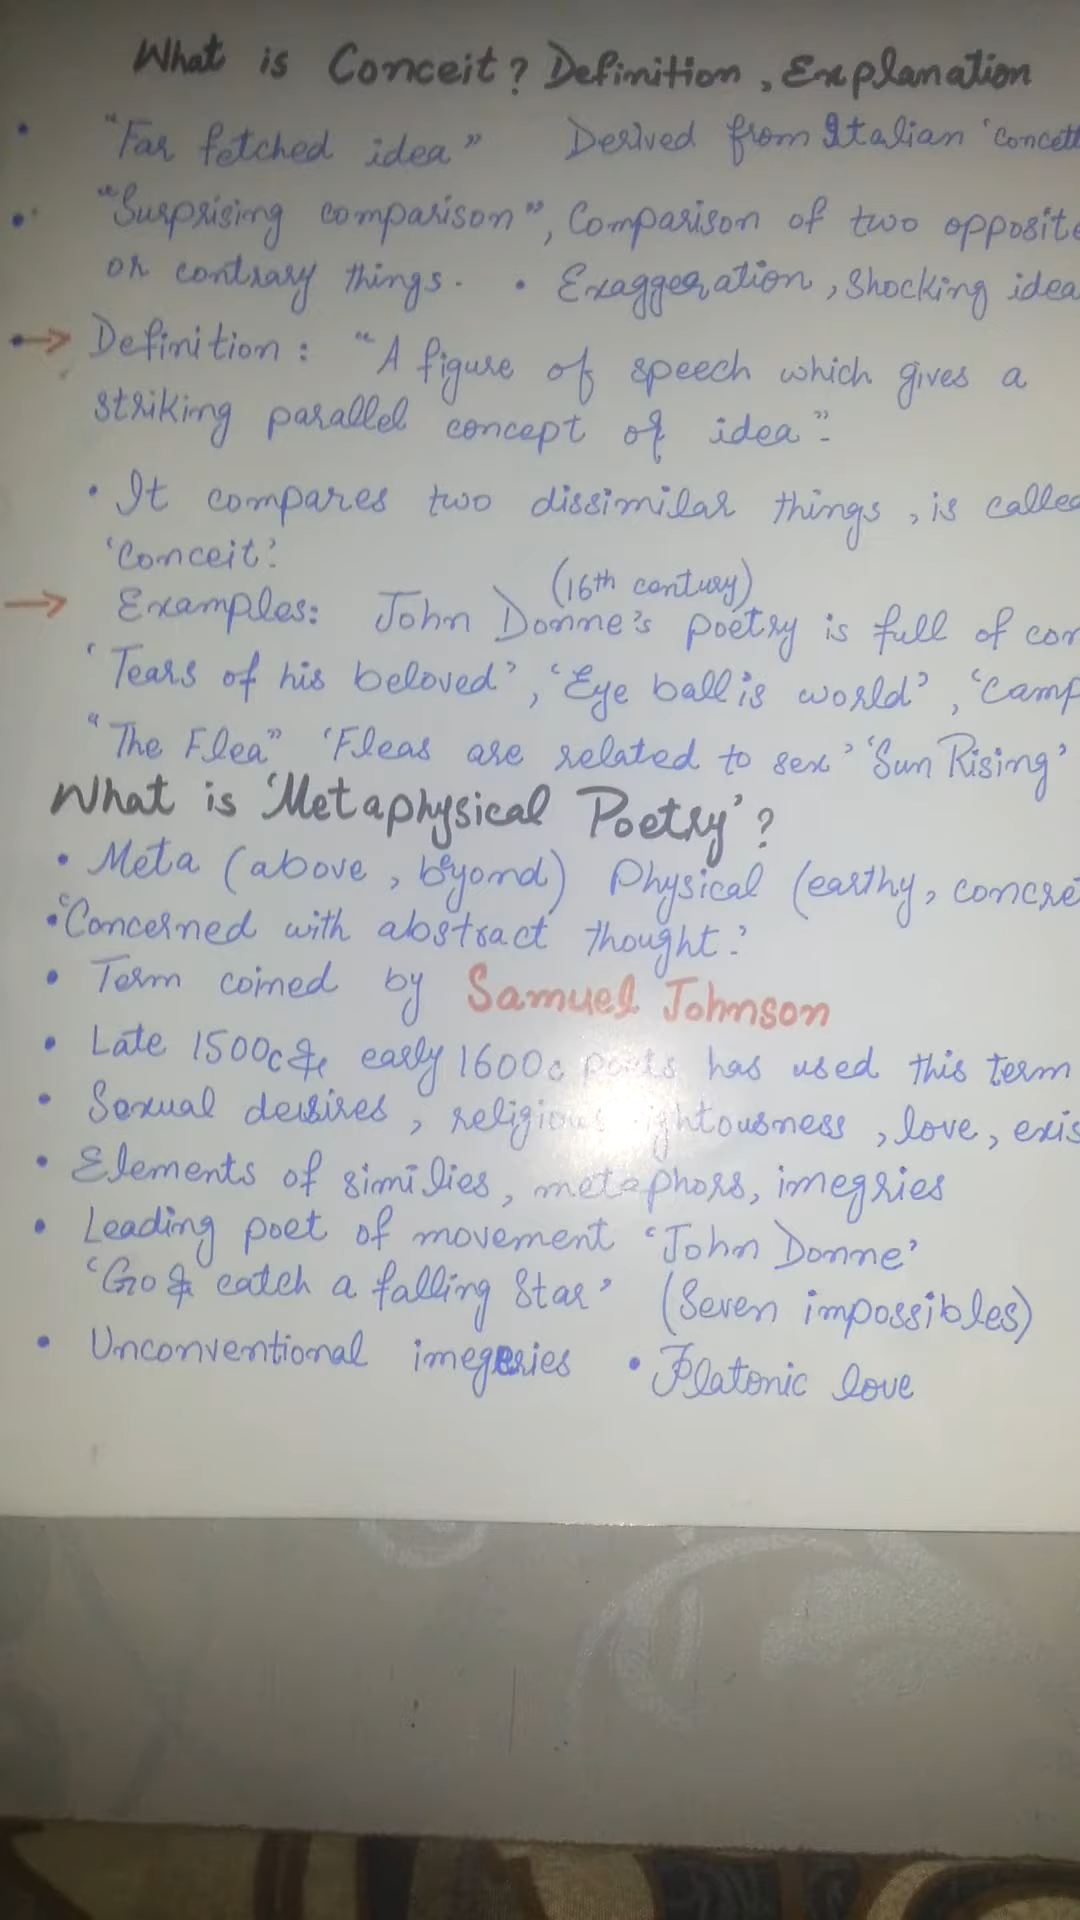 What is Conceit? Definition, Explanation
• "Far fetched idea" Derived from Italian 'concett
• "Surprising comparison", Comparison of two opposite
or contrary things. • Exaggeration, Shocking idea
→ Definition: "A figure of speech which gives a
striking parallel concept of idea".
• It compares two dissimilar things, is called
'Conceit'.
(16th century)
→ Examples: John Donne's poetry is full of con
'Tears of his beloved', 'Eye ball is world', 'Camp
"The Flea" 'Fleas are related to sex' 'Sun Rising'
What is 'Metaphysical Poetry'?
• Meta (above, beyond) Physical (earthy, concre
• 'Concerned with abstract thought.'
• Term coined by Samuel Johnson
• Late 1500c & early 1600c poets has used this term
• Sexual desires, religious rightousness, love, exis
• Elements of similies, metaphors, imegries
• Leading poet of movement 'John Donne'
'Go & catch a falling Star' (Seven impossibles)
• Unconventional imegeries • Platonic love